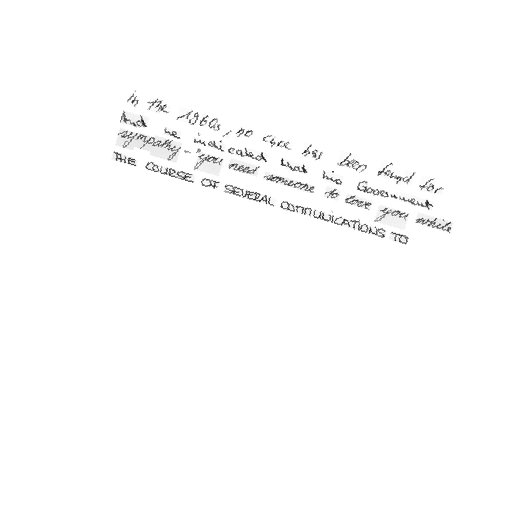 in the 1960s, no cure has been found for
And he indicated that his Government
sympathy - "you need someone to love you while
THE COURSE OF SEVERAL COMMUNICATIONS TO